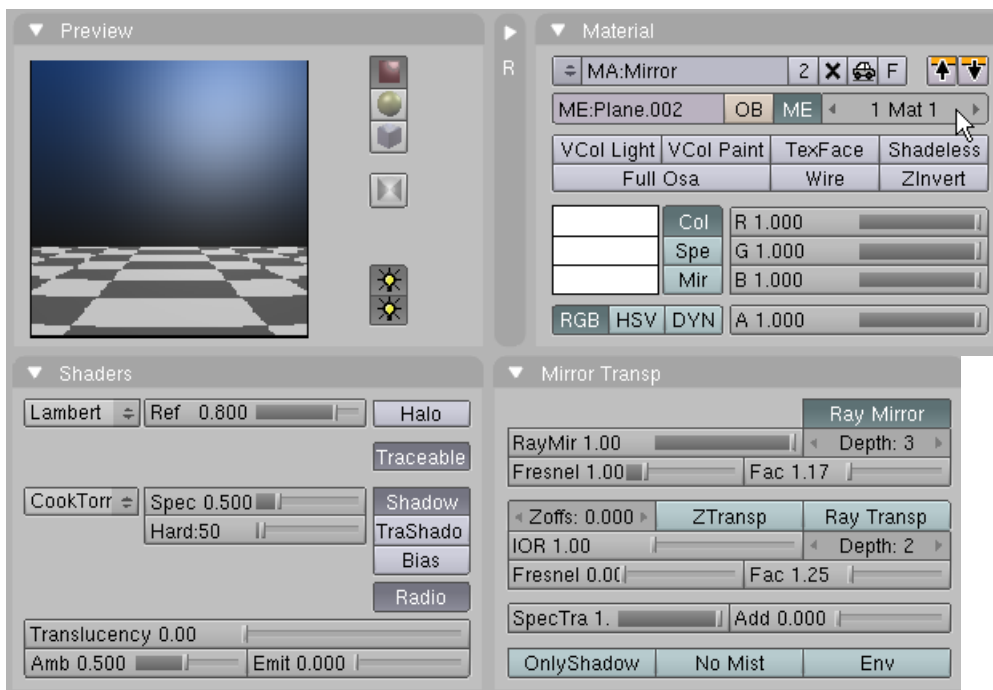 Preview
R
Material
MA:Mirror 2 F
ME:Plane.002 OB ME 1 Mat 1
VCol Light VCol Paint TexFace Shadeless
Full Osa Wire ZInvert
Col R 1.000
Spe G 1.000
Mir B 1.000
RGB HSV DYN A 1.000
Shaders
Lambert Ref 0.800 Halo
Traceable
CookTorr Spec 0.500 Shadow
Hard:50 TraShado
Bias
Radio
Translucency 0.00
Amb 0.500 Emit 0.000
Mirror Transp
Ray Mirror
RayMir 1.00 Depth: 3
Fresnel 1.00 Fac 1.17
Zoffs: 0.000 ZTransp Ray Transp
IOR 1.00 Depth: 2
Fresnel 0.0( Fac 1.25
SpecTra 1. Add 0.000
OnlyShadow No Mist Env